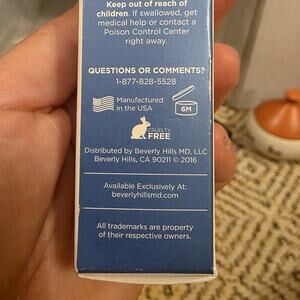 Keep out of reach of
children. If swallowed, get
medical help or contact a
Poison Control Center
right away.
QUESTIONS OR COMMENTS?
1-877-828-5528
Manufactured
in the USA
6M
CRUELTY
FREE
Distributed by Beverly Hills MD, LLC
Beverly Hills, CA 90211 © 2016
Available Exclusively At:
beverlyhillsmd.com
All trademarks are property
of their respective owners.